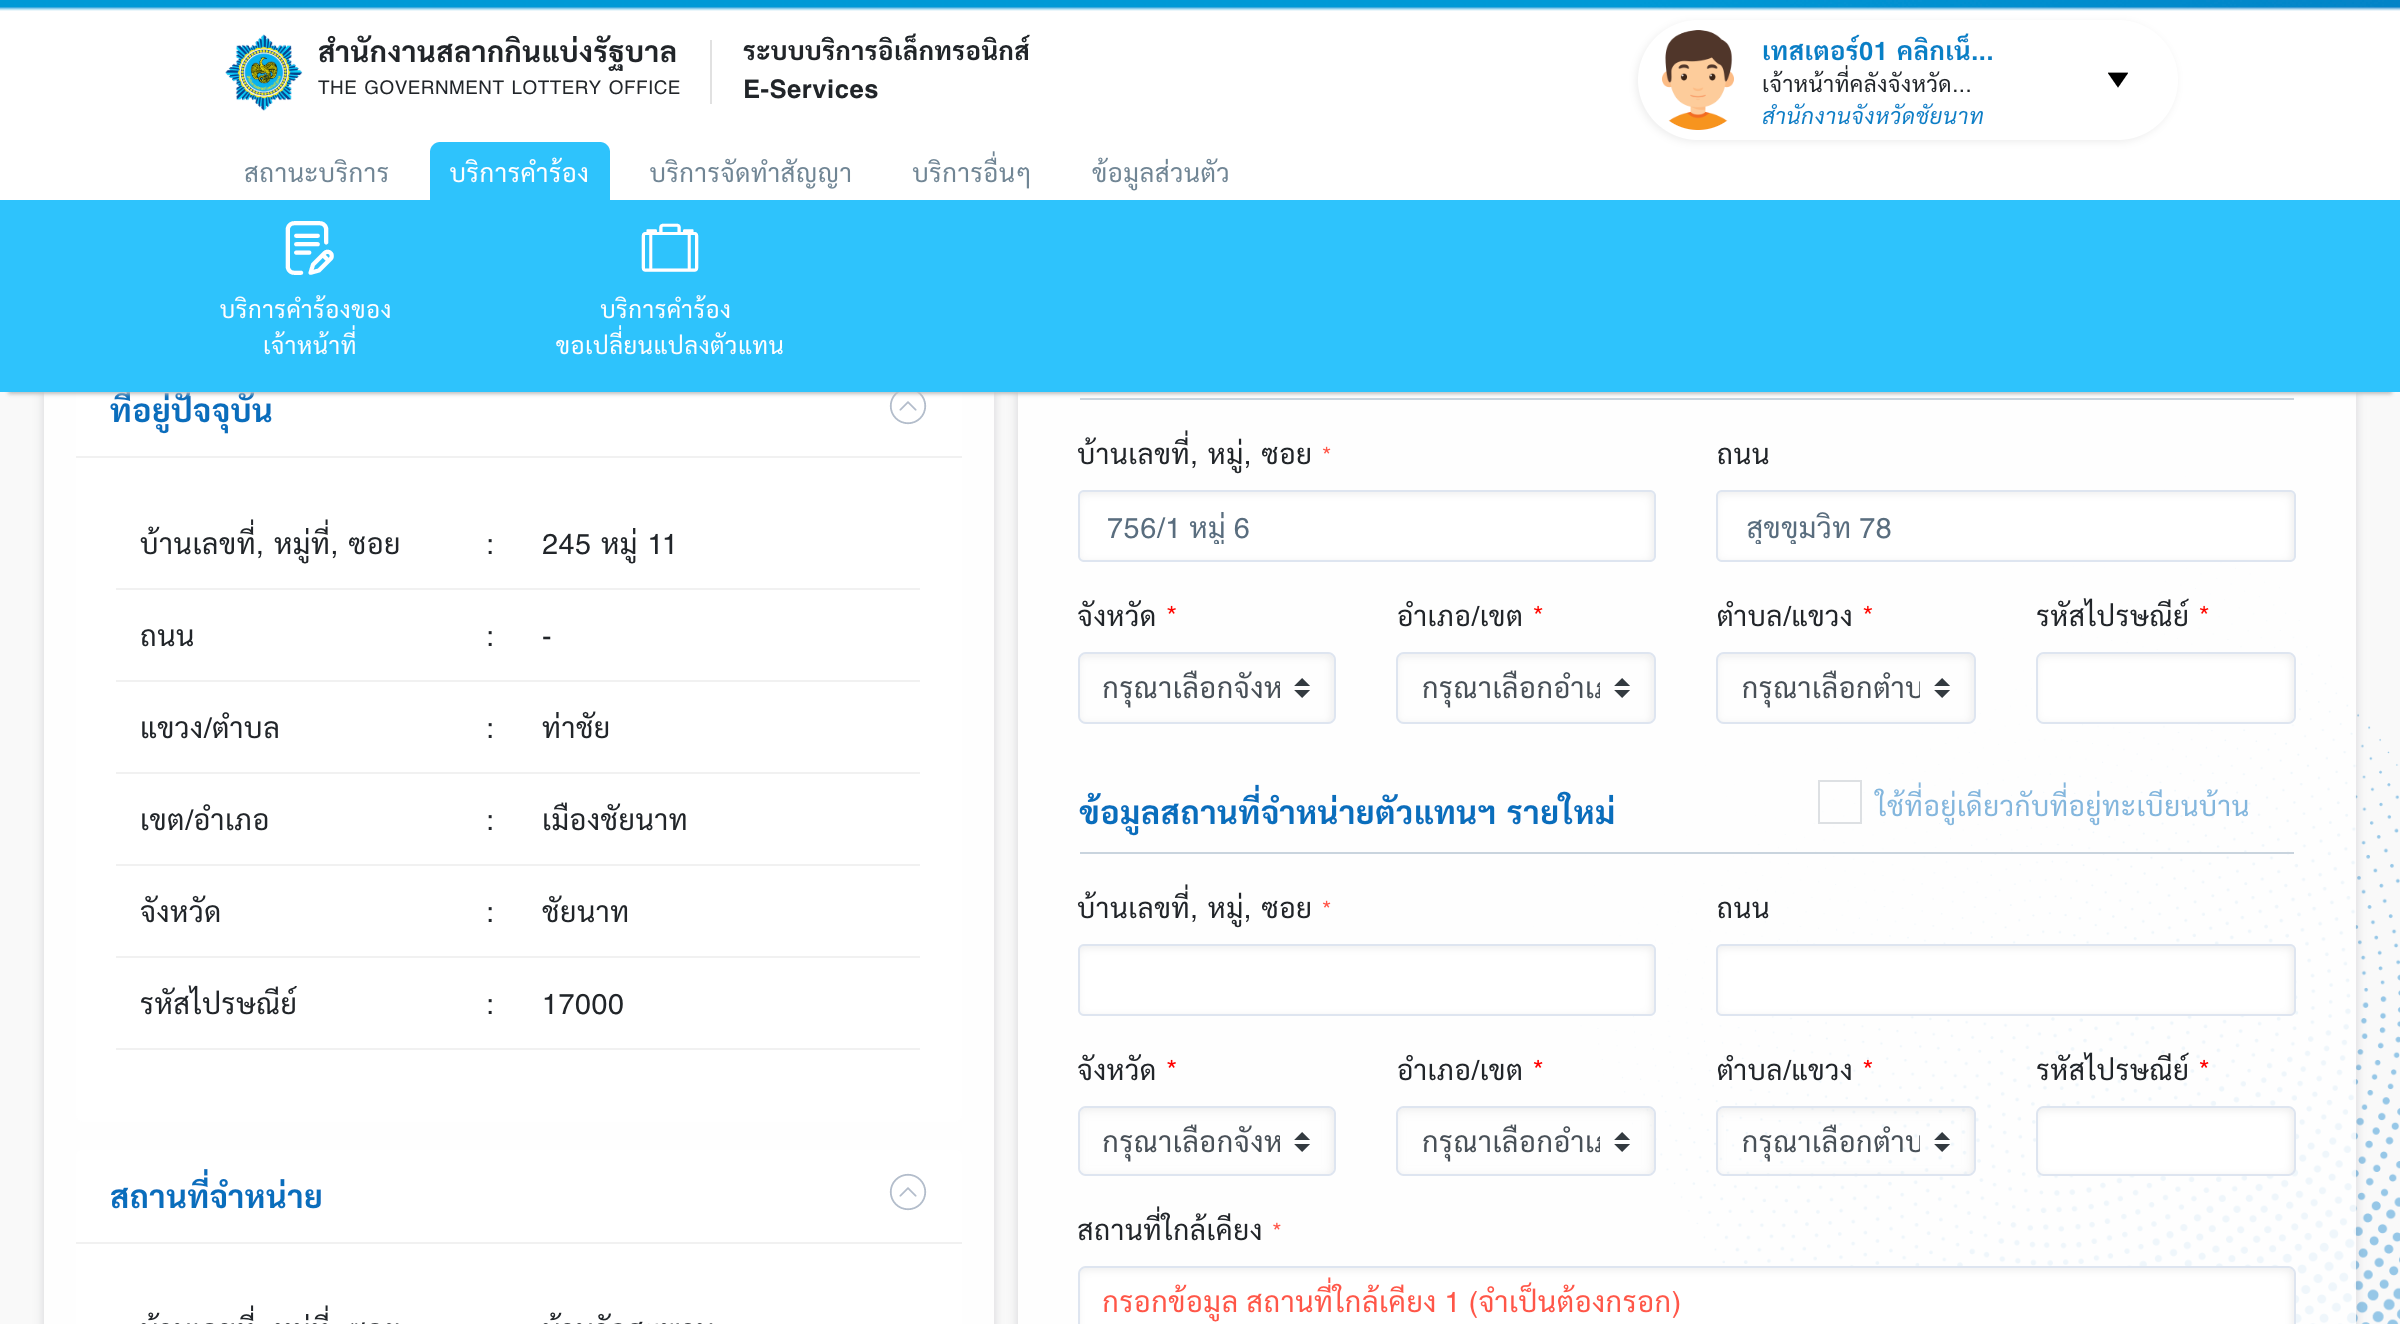 สำนักงานสลากกินแบ่งรัฐบาล
THE GOVERNMENT LOTTERY OFFICE
ระบบบริการอิเล็กทรอนิกส์
E-Services
เทสเตอร์01 คลิกเน็...
เจ้าหน้าที่คลังจังหวัด...
สำนักงานจังหวัดชัยนาท
สถานะบริการ
บริการคำร้อง
บริการจัดทำสัญญา
บริการอื่นๆ
ข้อมูลส่วนตัว
บริการคำร้องของ
เจ้าหน้าที่
บริการคำร้อง
ขอเปลี่ยนแปลงตัวแทน
ที่อยู่ปัจจุบัน
บ้านเลขที่, หมู่ที่, ซอย : 245 หมู่ 11
ถนน : -
แขวง/ตำบล : ท่าชัย
เขต/อำเภอ : เมืองชัยนาท
จังหวัด : ชัยนาท
รหัสไปรษณีย์ : 17000
สถานที่จำหน่าย
บ้านเลขที่, หมู่, ซอย *
ถนน
756/1 หมู่ 6
สุขขุมวิท 78
จังหวัด *
อำเภอ/เขต *
ตำบล/แขวง *
รหัสไปรษณีย์ *
กรุณาเลือกจังห
กรุณาเลือกอำเภ
กรุณาเลือกตำบ
ข้อมูลสถานที่จำหน่ายตัวแทนฯ รายใหม่
ใช้ที่อยู่เดียวกับที่อยู่ทะเบียนบ้าน
บ้านเลขที่, หมู่, ซอย *
ถนน
จังหวัด *
อำเภอ/เขต *
ตำบล/แขวง *
รหัสไปรษณีย์ *
กรุณาเลือกจังห
กรุณาเลือกอำเภ
กรุณาเลือกตำบ
สถานที่ใกล้เคียง *
กรอกข้อมูล สถานที่ใกล้เคียง 1 (จำเป็นต้องกรอก)